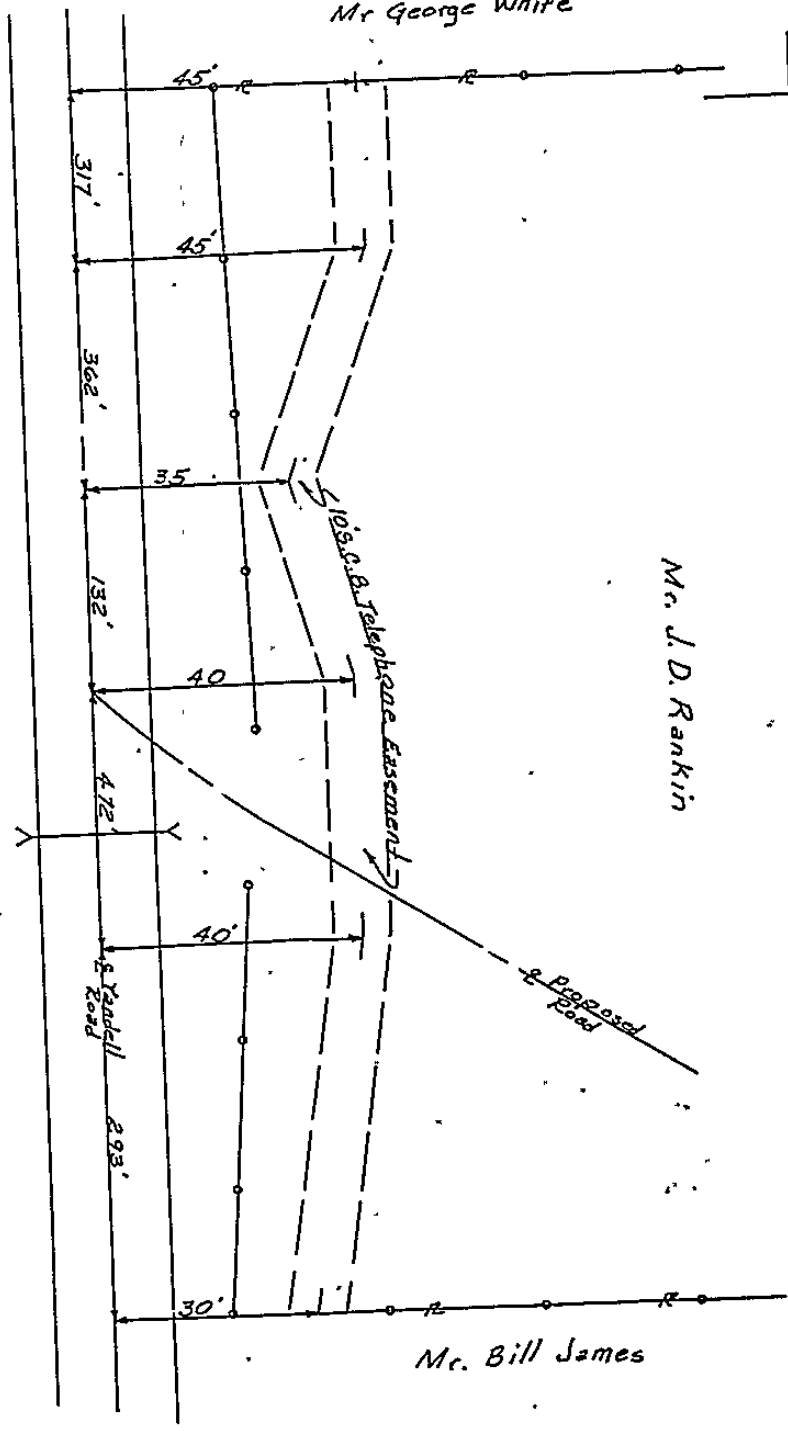 Mr George White
45'
317'
45'
362'
35
10' S.C.B. Telephone Easement
132'
40
Mr. J. D. Rankin
472'
40'
℄ Proposed
Road
℄ Yandell
Road
293'
30'
Mr. Bill James